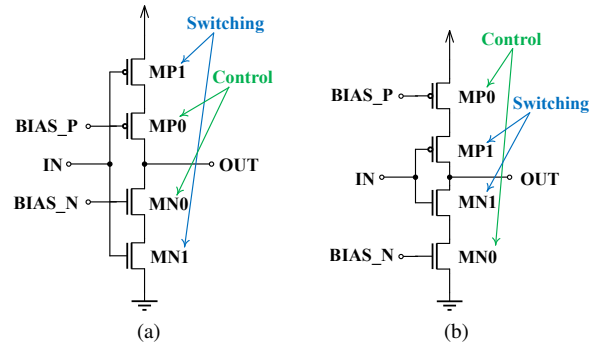 Switching
MP1
Control
BIAS_P
MP0
IN
OUT
BIAS_N
MN0
MN1
(a)
Control
BIAS_P
MP0
Switching
MP1
IN
OUT
MN1
BIAS_N
MN0
(b)